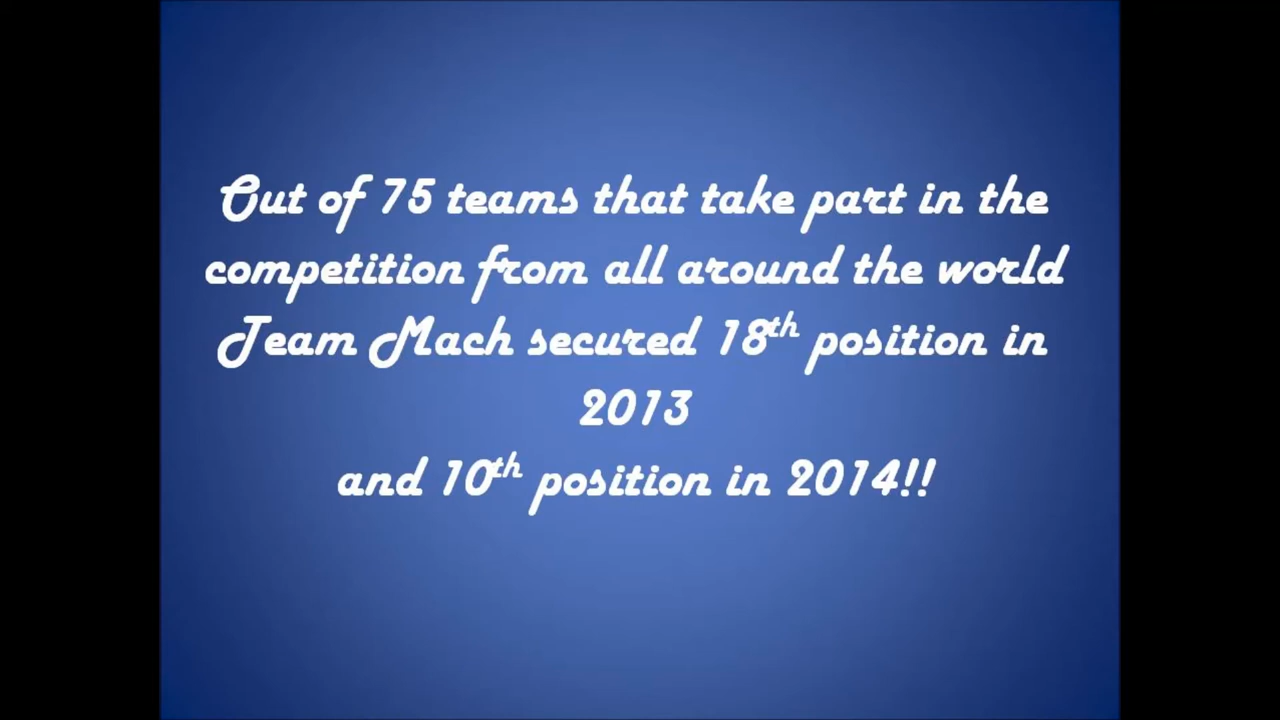 Out of 75 teams that take part in the
competition from all around the world
Team Mach secured 18th position in
2013
and 10th position in 2014!!